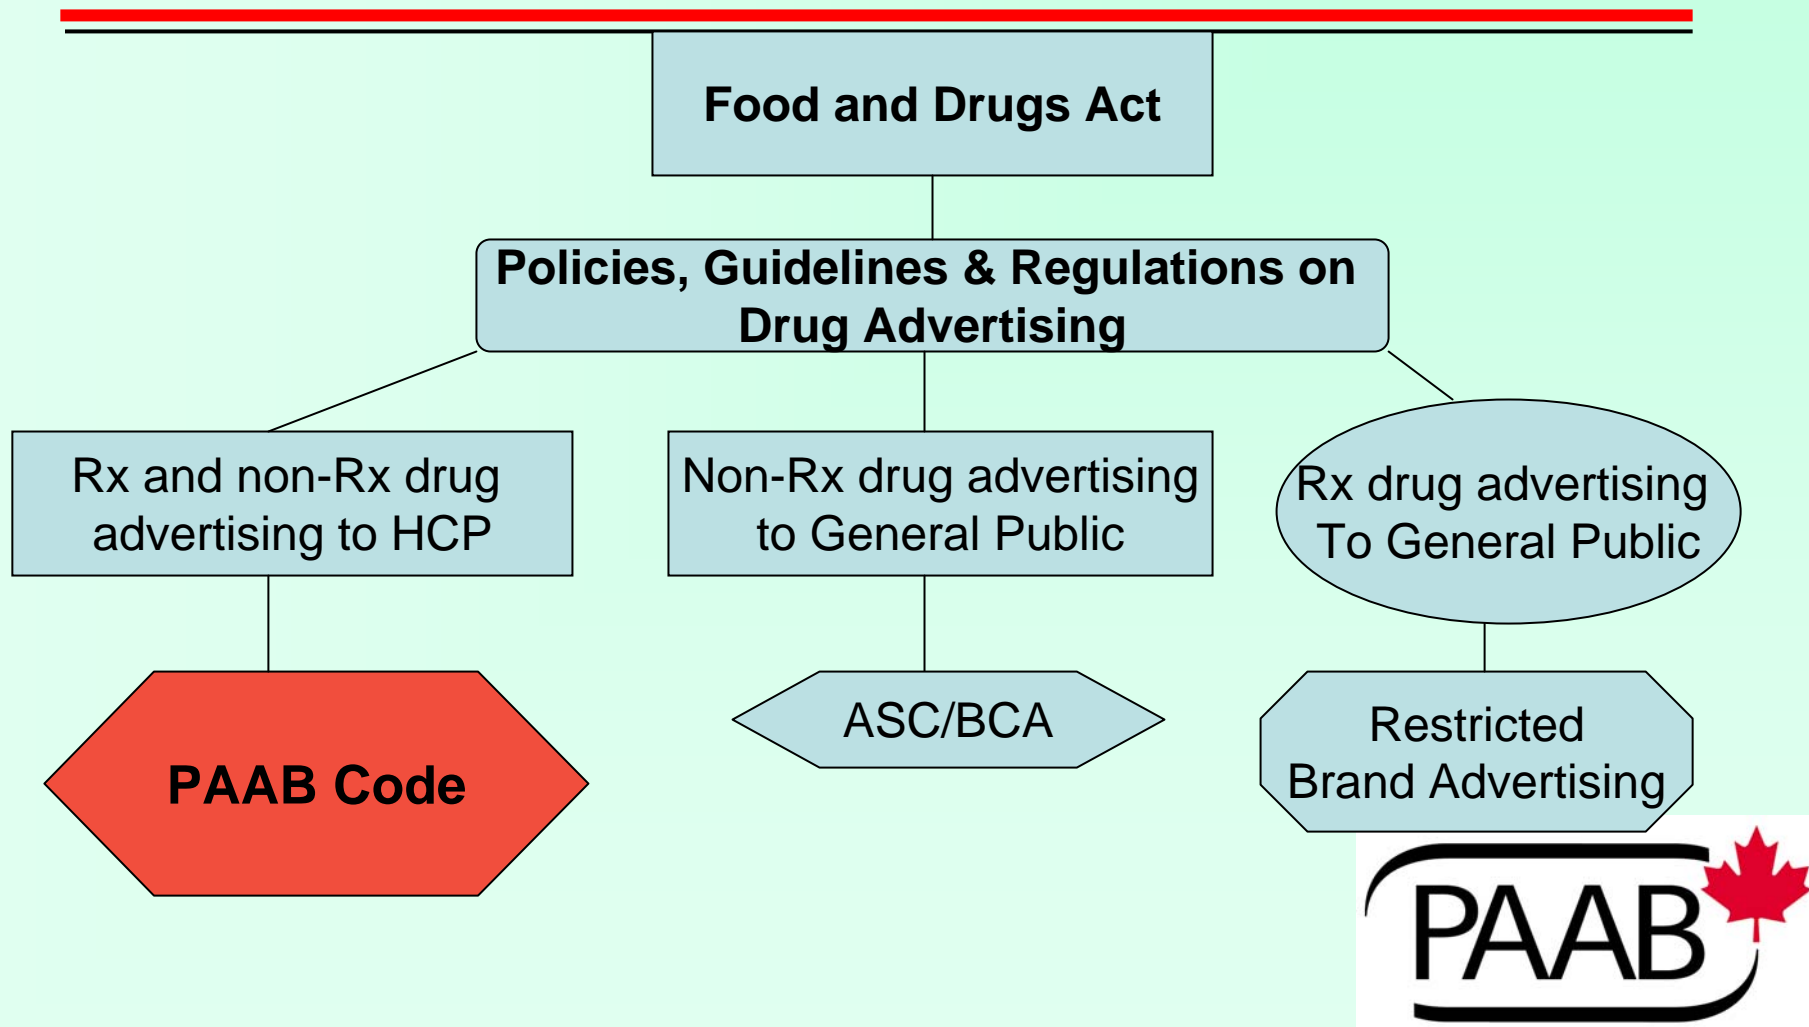 Food and Drugs Act
Policies, Guidelines & Regulations on
Drug Advertising
Rx and non-Rx drug
advertising to HCP
Non-Rx drug advertising
to General Public
Rx drug advertising
To General Public
PAAB Code
ASC/BCA
Restricted
Brand Advertising
PAAB